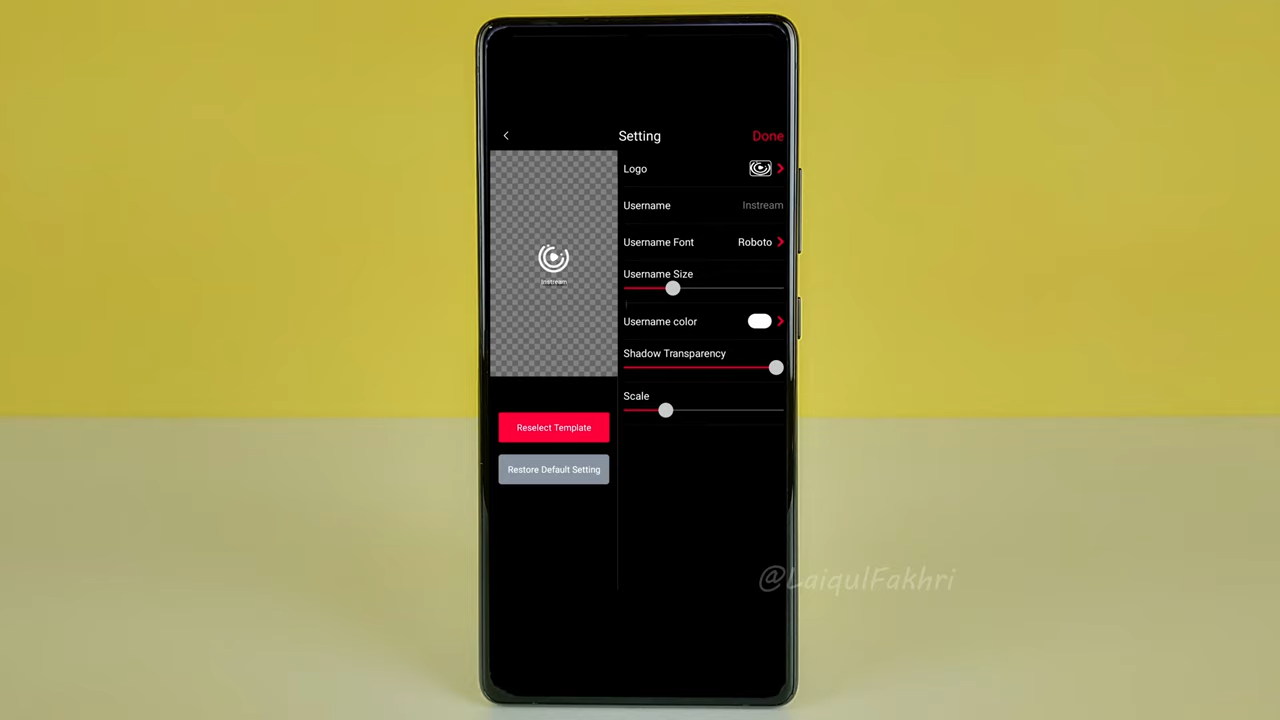 Setting
Done
Logo
Username
Instream
Username Font
Roboto
Username Size
Username color
Shadow Transparency
Scale
Instream
Reselect Template
Restore Default Setting
@LaiqulFakhri